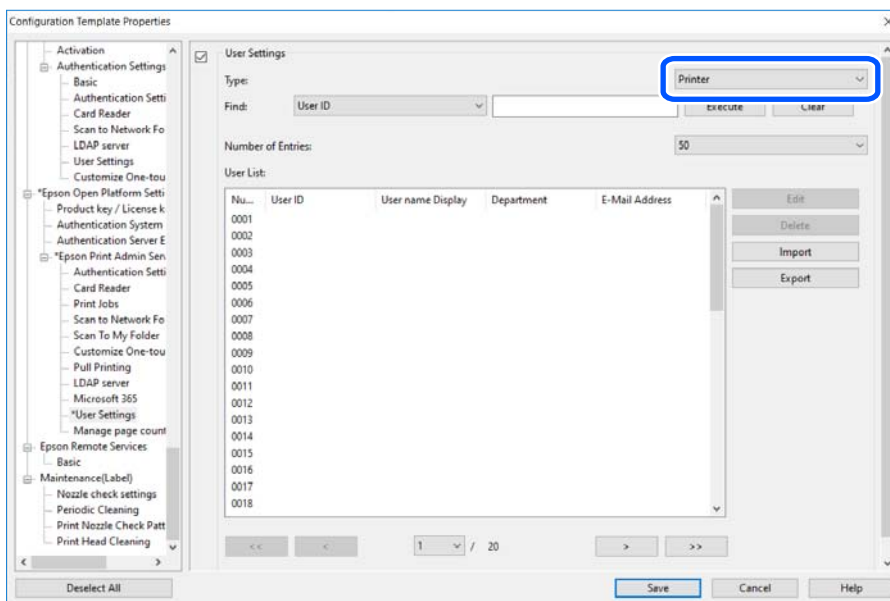 Configuration Template Properties
Activation
Authentication Settings
Basic
Authentication Setti
Card Reader
Scan to Network Fo
LDAP server
User Settings
Customize One-tou
*Epson Open Platform Setti
Product key / License k
Authentication System
Authentication Server E
*Epson Print Admin Ser
Authentication Setti
Card Reader
Print Jobs
Scan to Network Fo
Scan To My Folder
Customize One-tou
Pull Printing
LDAP server
Microsoft 365
*User Settings
Manage page count
Epson Remote Services
Basic
Maintenance(Label)
Nozzle check settings
Periodic Cleaning
Print Nozzle Check Patt
Print Head Cleaning
Deselect All
User Settings
Type: Printer
Find: User ID Execute Clear
Number of Entries: 50
User List:
Nu... User ID User name Display Department E-Mail Address
0001
0002
0003
0004
0005
0006
0007
0008
0009
0010
0011
0012
0013
0014
0015
0016
0017
0018
Edit
Delete
Import
Export
<< < 1 / 20 > >>
Save Cancel Help